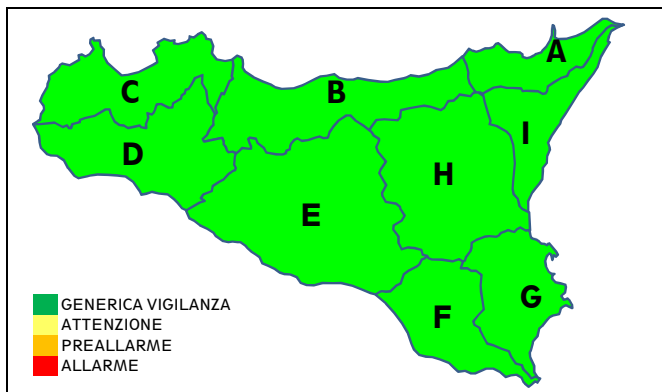 A
B
C
I
D
H
E
G
F
GENERICA VIGILANZA
ATTENZIONE
PREALLARME
ALLARME